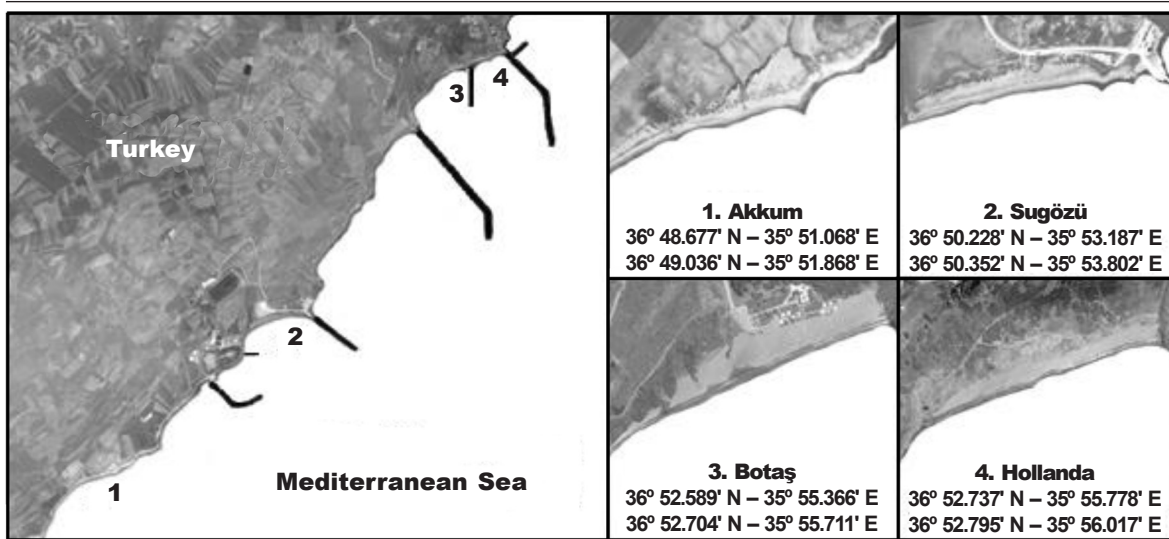 Turkey
Mediterranean Sea
1
2
3
4
1. Akkum
36º 48.677' N – 35º 51.068' E
36º 49.036' N – 35º 51.868' E
2. Sugözü
36º 50.228' N – 35º 53.187' E
36º 50.352' N – 35º 53.802' E
3. Botaş
36º 52.589' N – 35º 55.366' E
36º 52.704' N – 35º 55.711' E
4. Hollanda
36º 52.737' N – 35º 55.778' E
36º 52.795' N – 35º 56.017' E